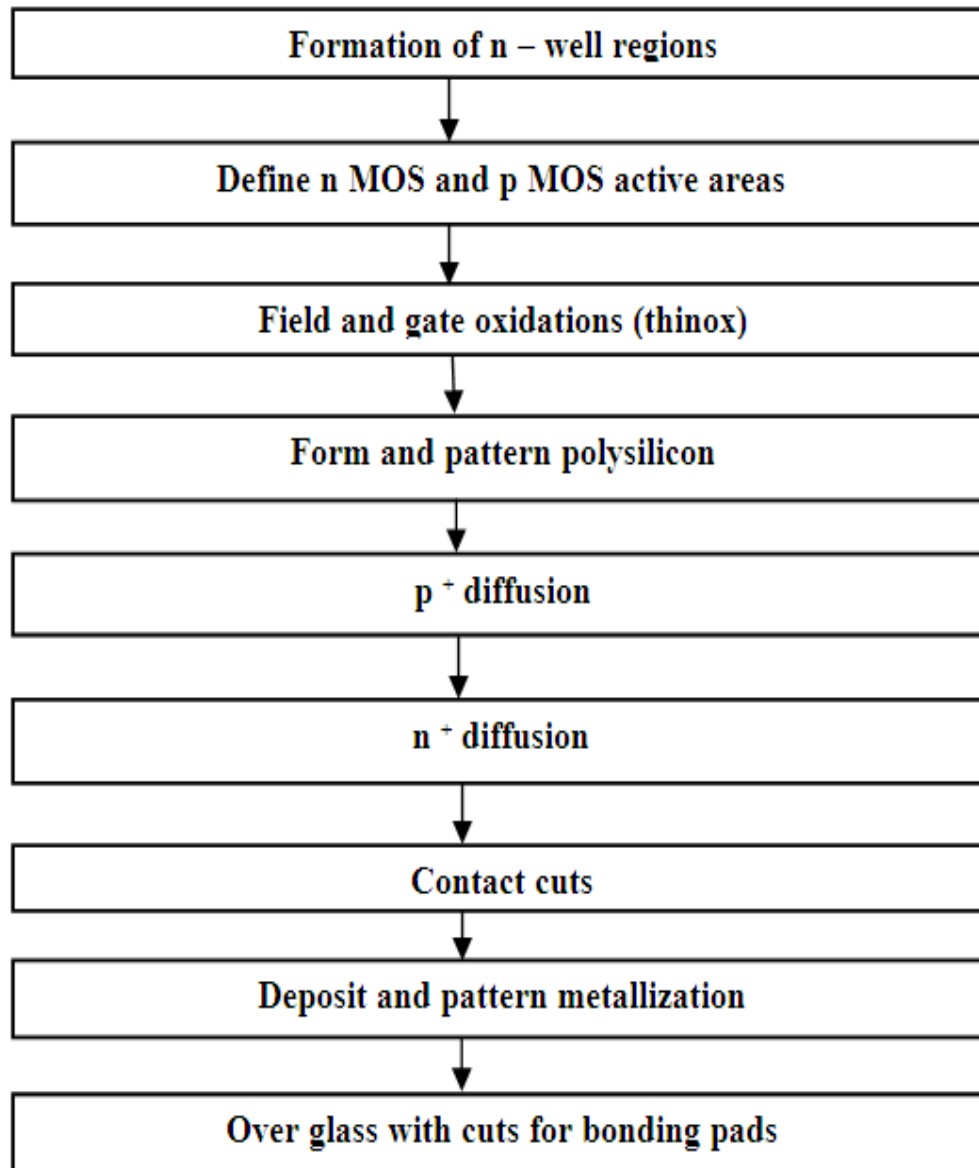 Formation of n – well regions
Define n MOS and p MOS active areas
Field and gate oxidations (thinox)
Form and pattern polysilicon
p + diffusion
n + diffusion
Contact cuts
Deposit and pattern metallization
Over glass with cuts for bonding pads